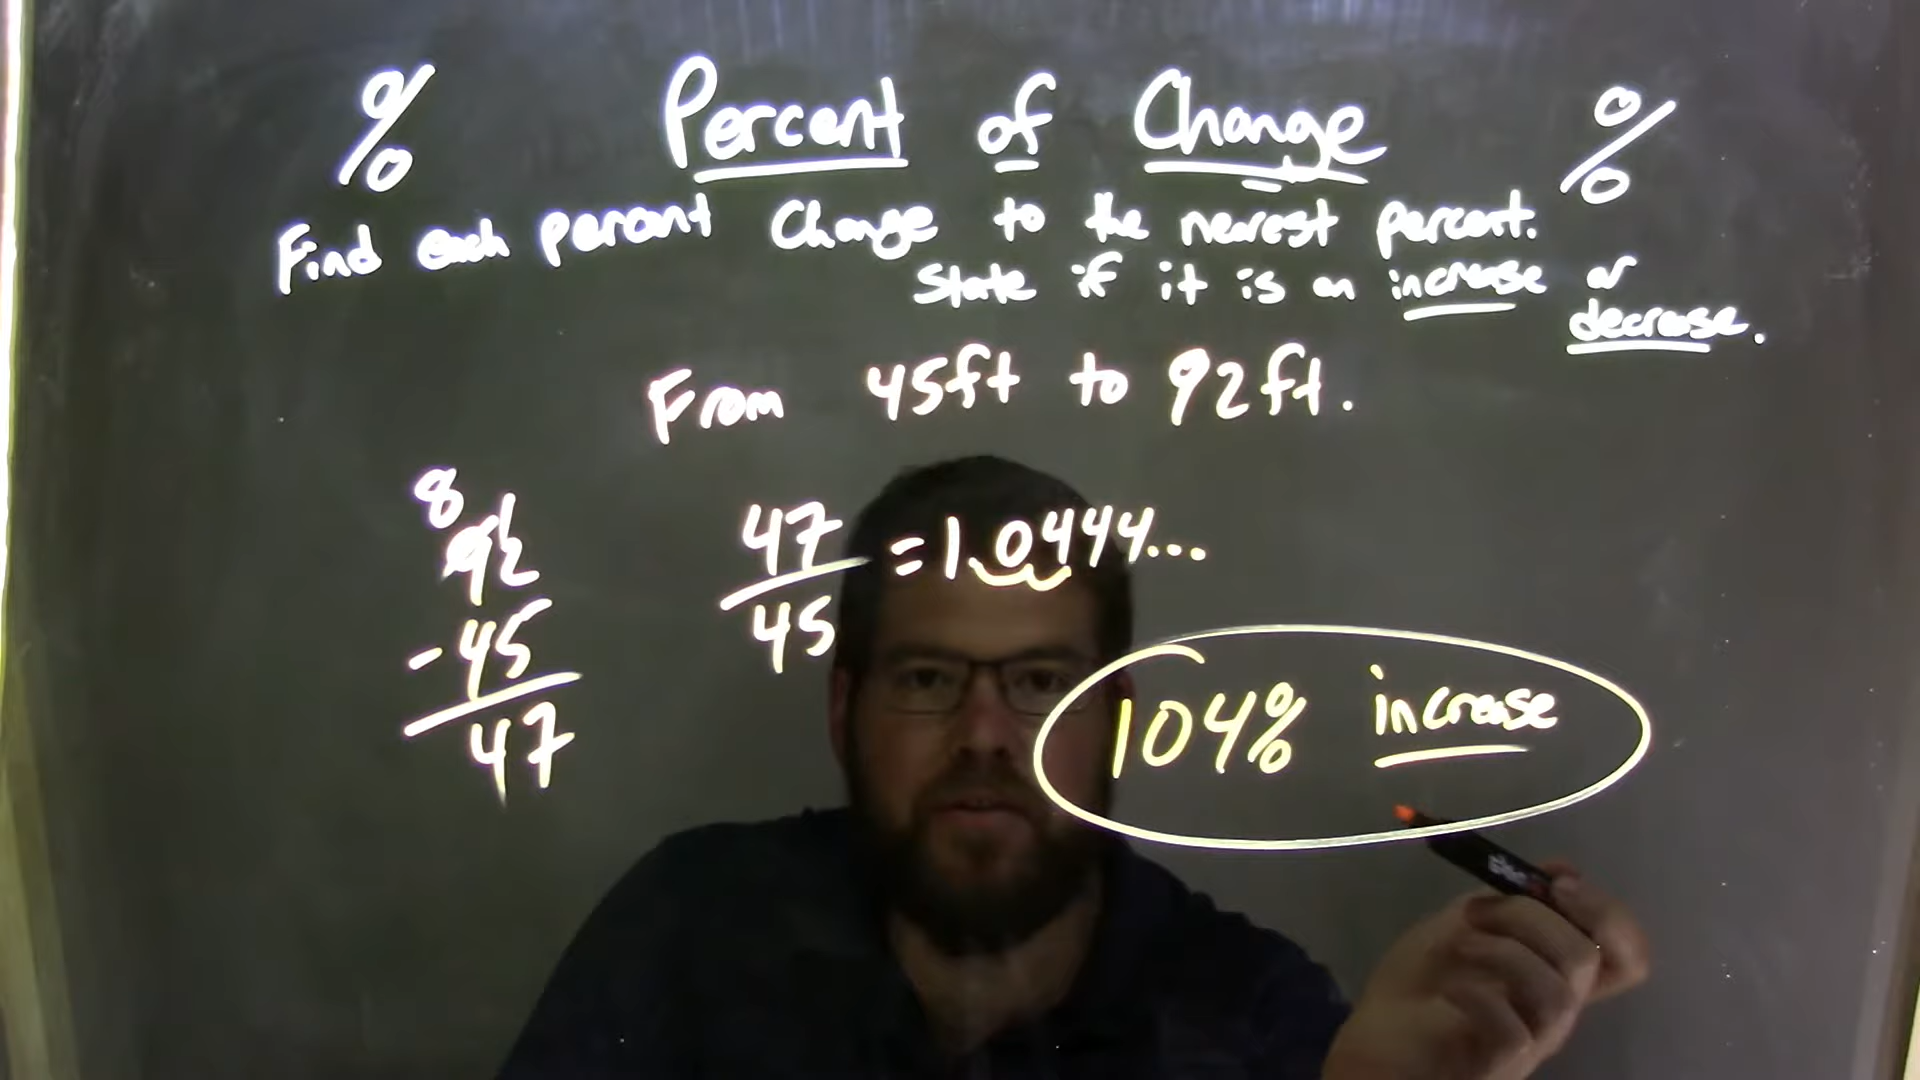 % Percent of Change %
Find each percent Change to the nearest percent.
State if it is an increase or
decrease.
From 45ft to 92ft.
8
92
-45
47
47
45
=1.0444...
104% increase